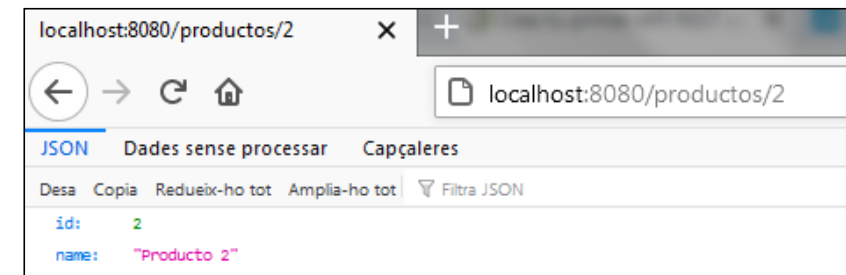 localhost:8080/productos/2
localhost:8080/productos/2
JSON Dades sense processar Capçaleres
Desa Copia Redueix-ho tot Amplia-ho tot Filtra JSON
id: 2
name: "Producto 2"